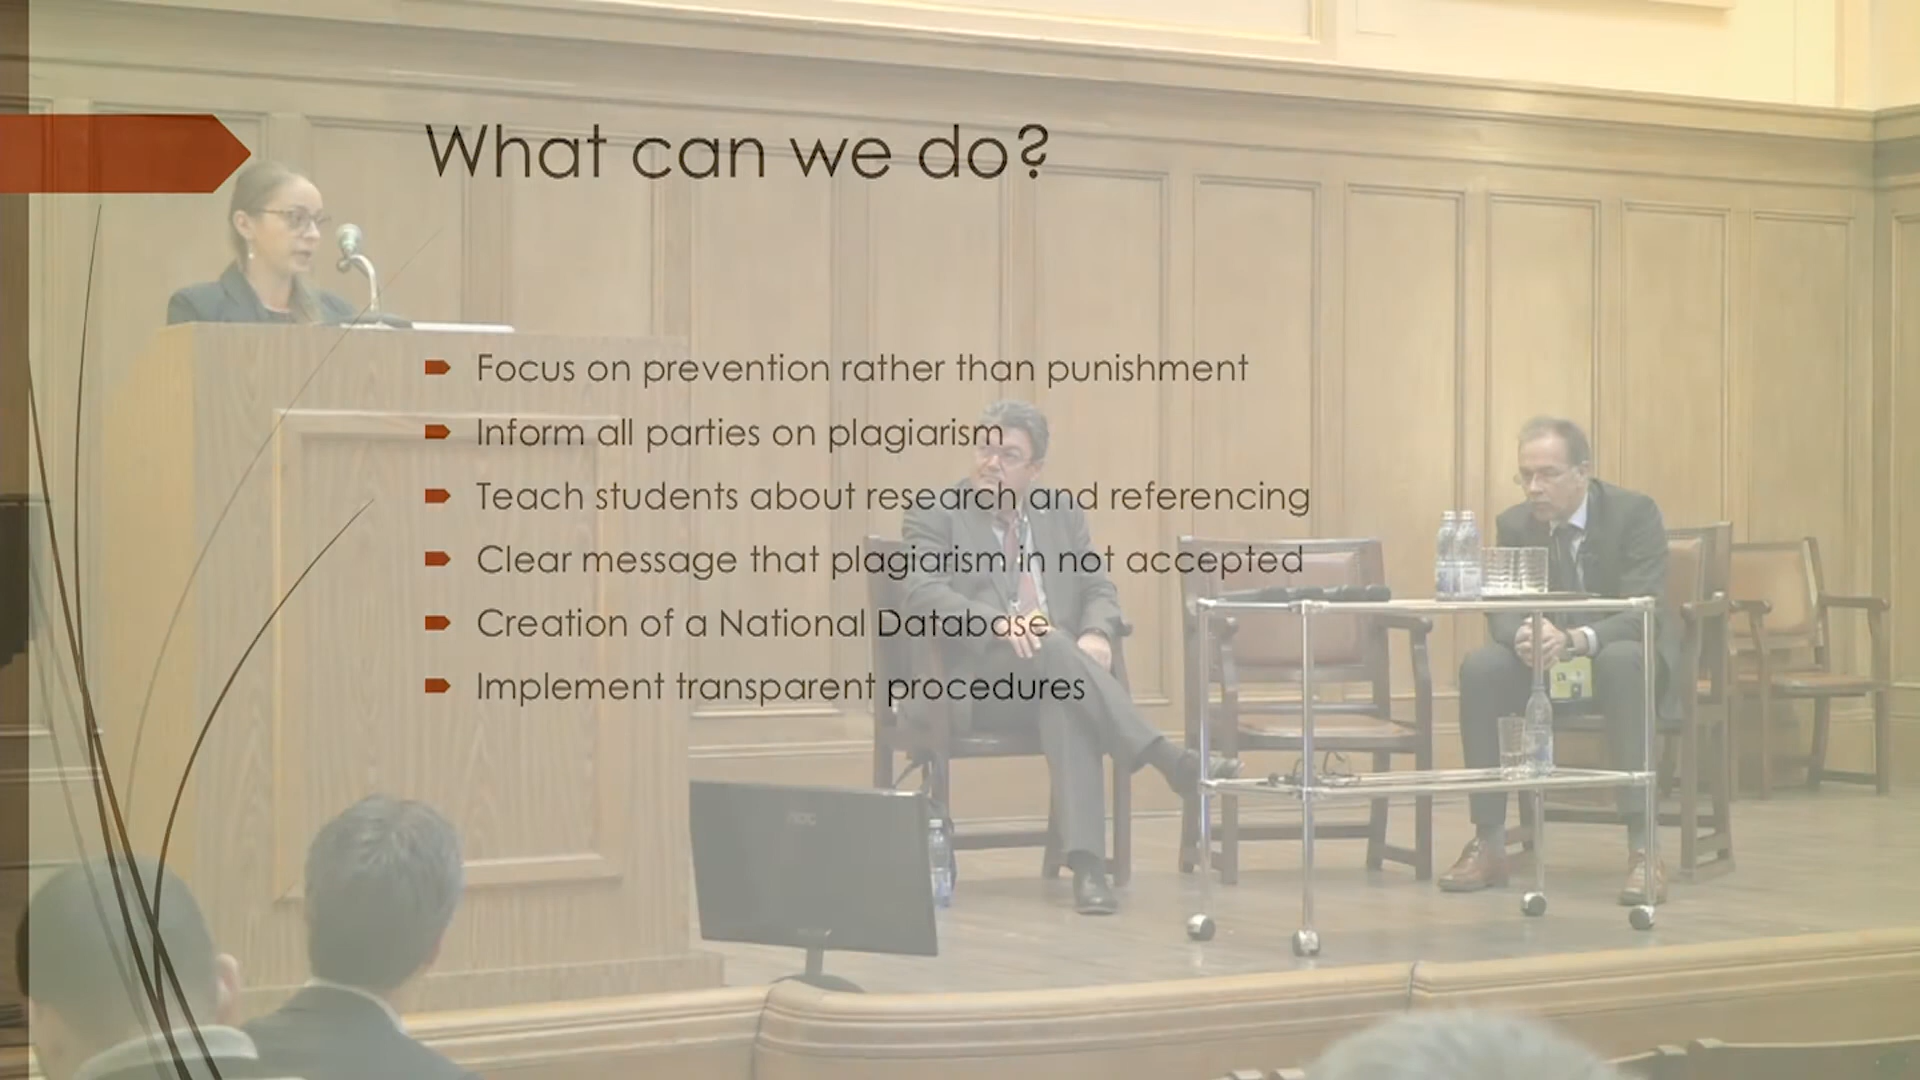 What can we do?
Focus on prevention rather than punishment
Inform all parties on plagiarism
Teach students about research and referencing
Clear message that plagiarism in not accepted
Creation of a National Database
Implement transparent procedures
AOC